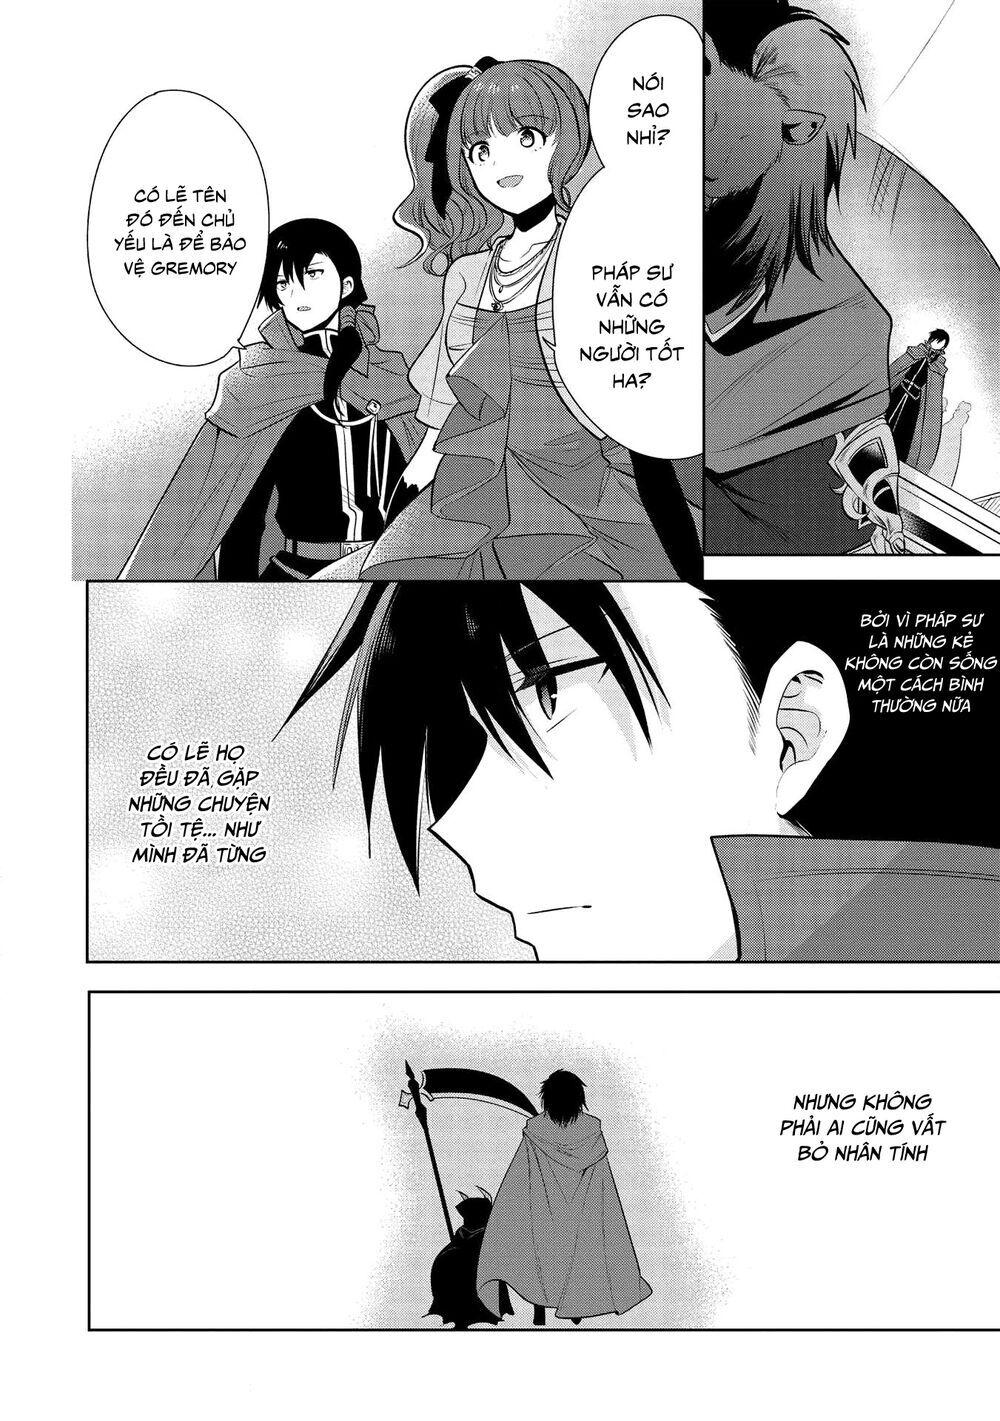 NÓI
SAO
NHỈ?
PHÁP SƯ
VẪN CÓ
NHỮNG
NGƯỜI TỐT
HA?
CÓ LẼ TÊN
ĐÓ ĐẾN CHỦ
YẾU LÀ ĐỂ BẢO
VỆ GREMORY
BỞI VÌ PHÁP SƯ
LÀ NHỮNG KẺ
KHÔNG CÒN SỐNG
MỘT CÁCH BÌNH
THƯỜNG NỮA
CÓ LẼ HỌ
ĐỀU ĐÃ GẶP
NHỮNG CHUYỆN
TỒI TỆ... NHƯ
MÌNH ĐÃ TỪNG
NHƯNG KHÔNG
PHẢI AI CŨNG VẤT
BỎ NHÂN TÍNH